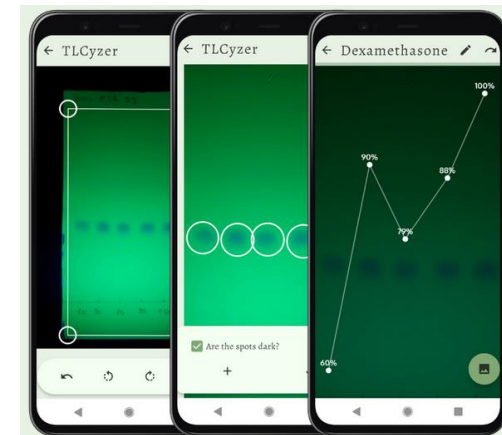 TLCyzer
TLCyzer
Are the spots dark?
+
Dexamethasone
100%
90%
88%
79%
60%